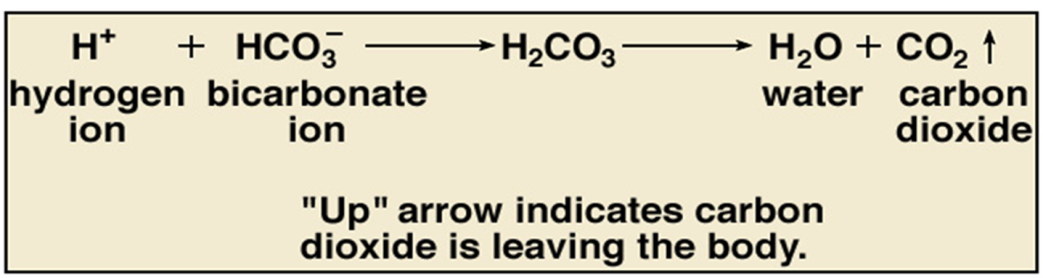 H⁺ + HCO₃⁻ ⟶ H₂CO₃ ⟶ H₂O + CO₂ ↑
hydrogen bicarbonate water carbon
ion ion dioxide
"Up" arrow indicates carbon
dioxide is leaving the body.